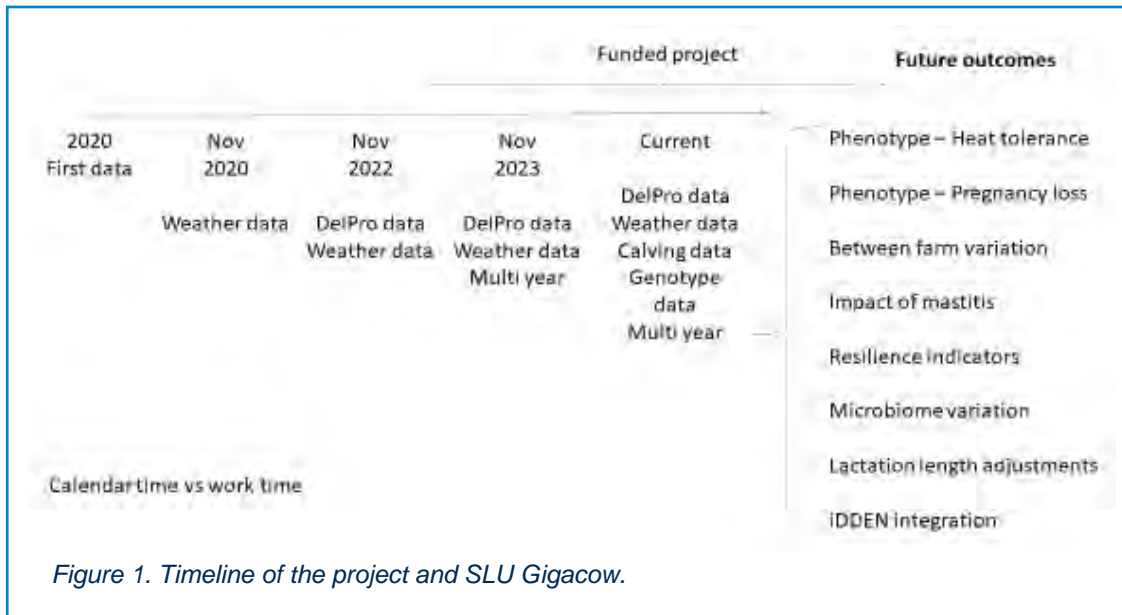 Funded project
Future outcomes
2020
First data
Nov
2020
Weather data
Nov
2022
DelPro data
Weather data
Nov
2023
DelPro data
Weather data
Multi year
Current
DelPro data
Weather data
Calving data
Genotype
data
Multi year
Phenotype – Heat tolerance
Phenotype – Pregnancy loss
Between farm variation
Impact of mastitis
Resilience indicators
Microbiome variation
Lactation length adjustments
iDDEN integration
Calendar time vs work time
Figure 1. Timeline of the project and SLU Gigacow.